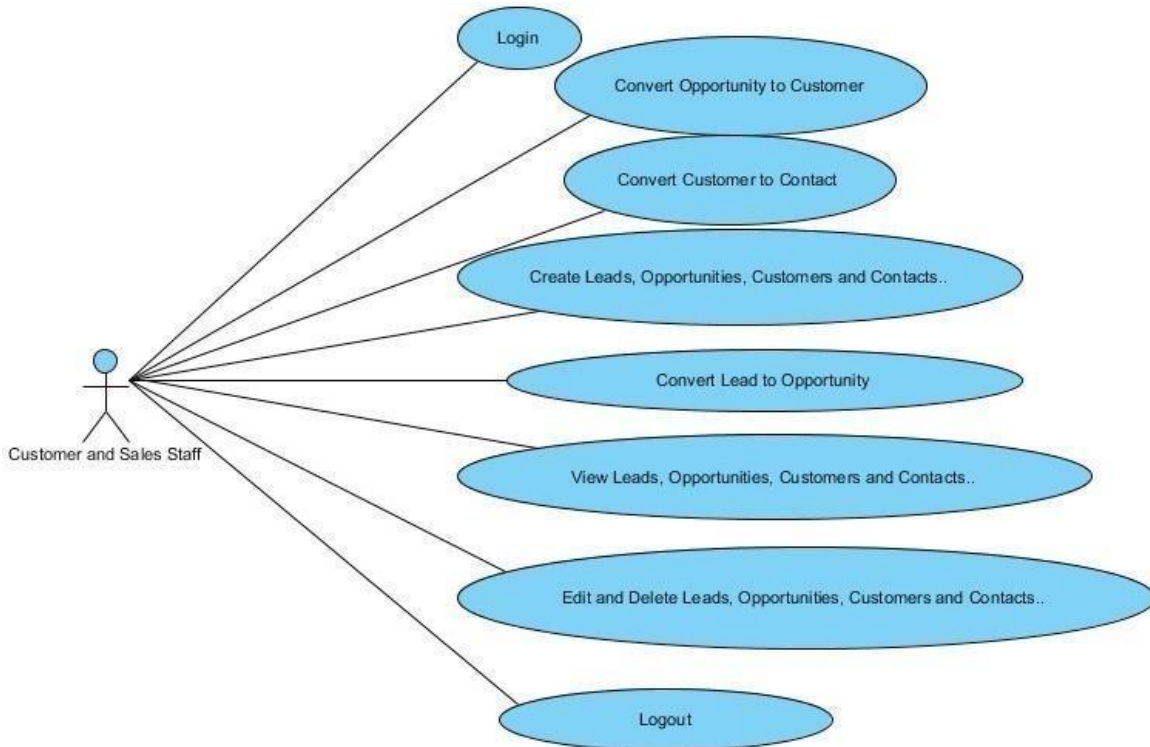 Login
Convert Opportunity to Customer
Convert Customer to Contact
Create Leads, Opportunities, Customers and Contacts..
Convert Lead to Opportunity
Customer and Sales Staff
View Leads, Opportunities, Customers and Contacts..
Edit and Delete Leads, Opportunities, Customers and Contacts..
Logout